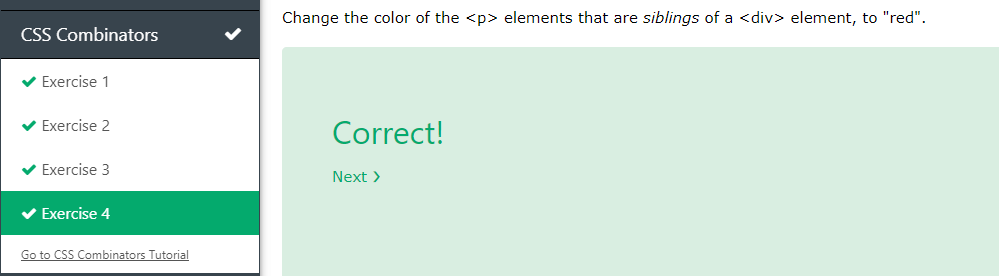 CSS Combinators
Exercise 1
Exercise 2
Exercise 3
Exercise 4
Go to CSS Combinators Tutorial
Change the color of the <p> elements that are siblings of a <div> element, to "red".
Correct!
Next ❯